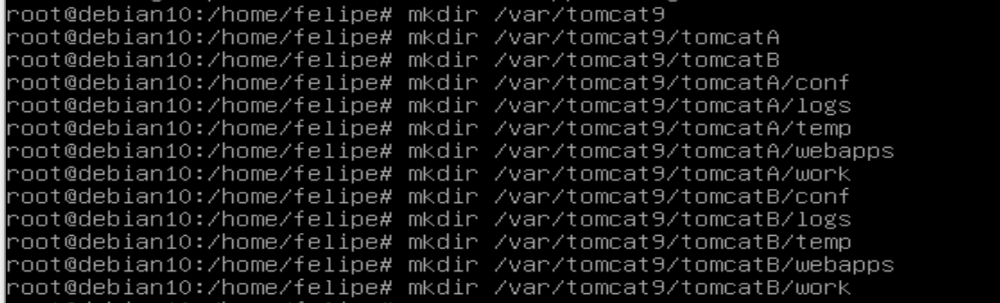 root@debian10:/home/felipe# mkdir /var/tomcat9
root@debian10:/home/felipe# mkdir /var/tomcat9/tomcatA
root@debian10:/home/felipe# mkdir /var/tomcat9/tomcatB
root@debian10:/home/felipe# mkdir /var/tomcat9/tomcatA/conf
root@debian10:/home/felipe# mkdir /var/tomcat9/tomcatA/logs
root@debian10:/home/felipe# mkdir /var/tomcat9/tomcatA/temp
root@debian10:/home/felipe# mkdir /var/tomcat9/tomcatA/webapps
root@debian10:/home/felipe# mkdir /var/tomcat9/tomcatA/work
root@debian10:/home/felipe# mkdir /var/tomcat9/tomcatB/conf
root@debian10:/home/felipe# mkdir /var/tomcat9/tomcatB/logs
root@debian10:/home/felipe# mkdir /var/tomcat9/tomcatB/temp
root@debian10:/home/felipe# mkdir /var/tomcat9/tomcatB/webapps
root@debian10:/home/felipe# mkdir /var/tomcat9/tomcatB/work